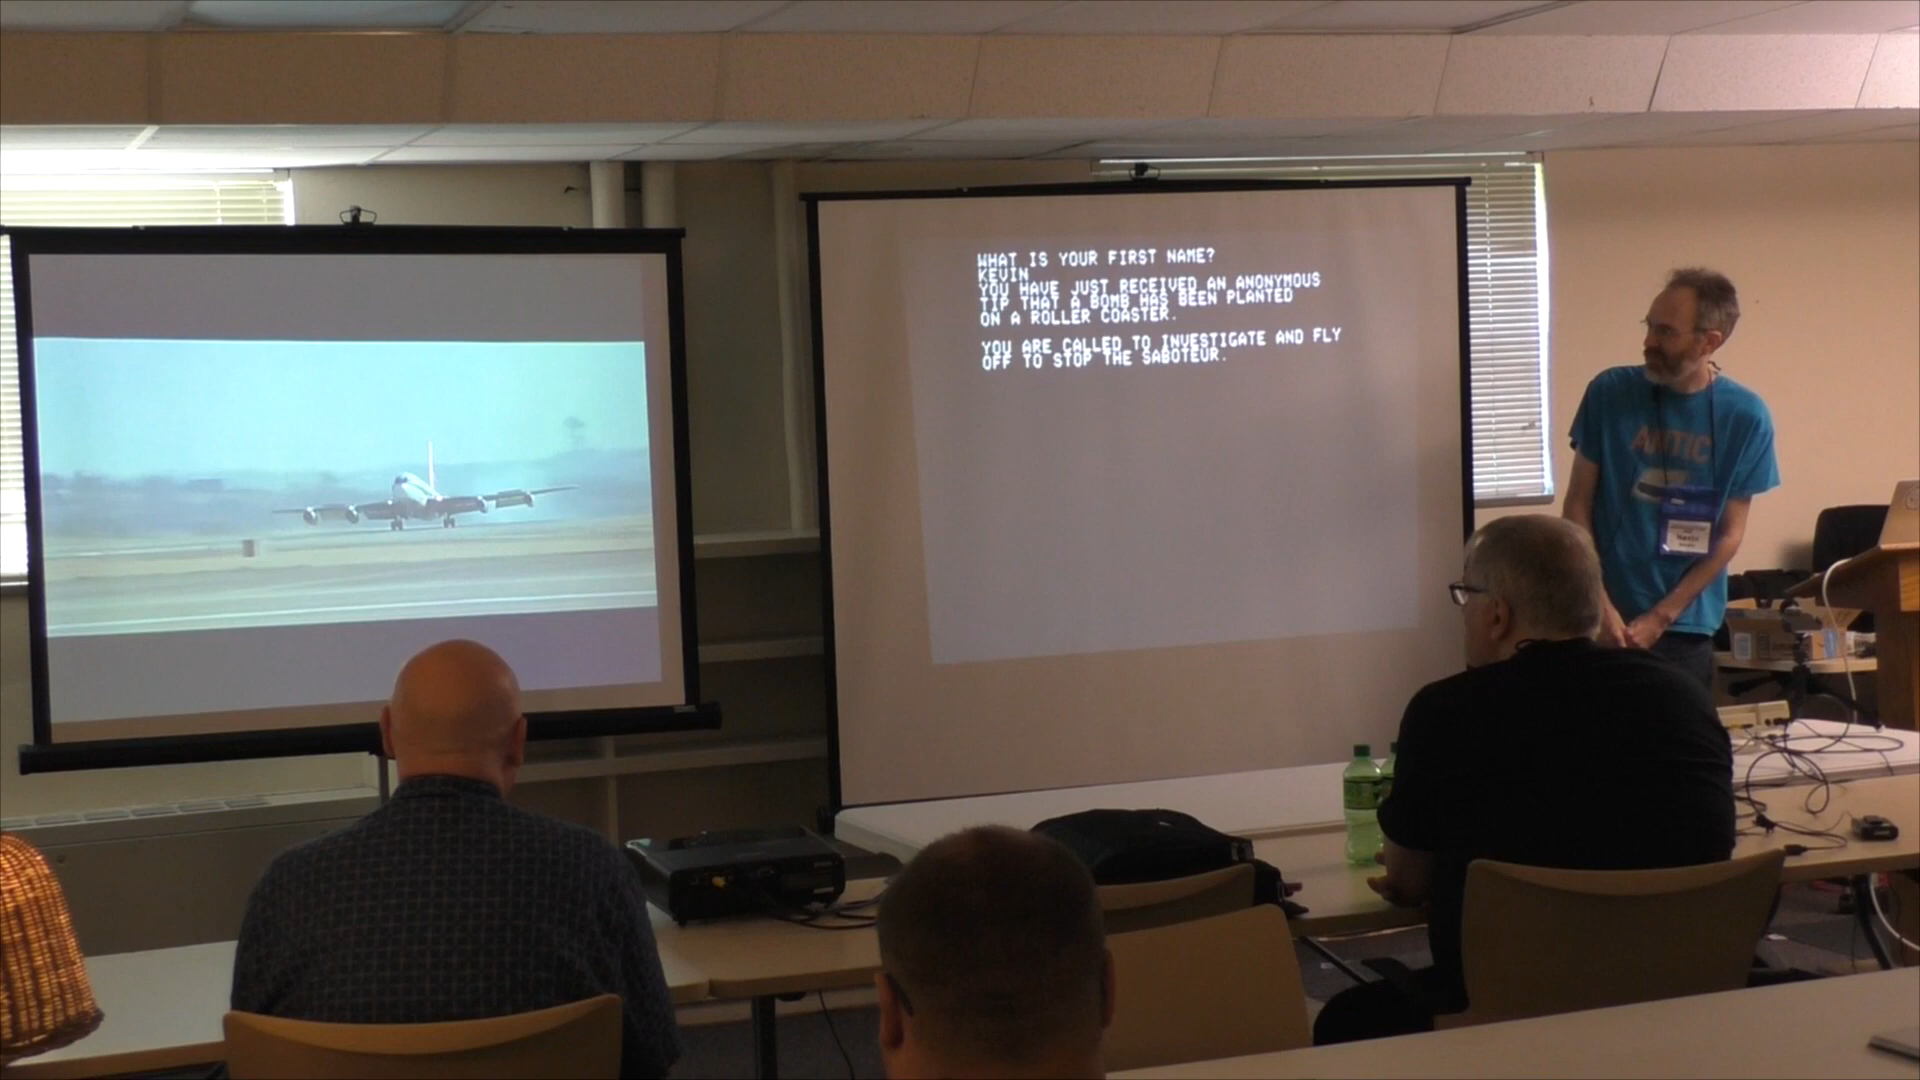 WHAT IS YOUR FIRST NAME?
KEVIN
YOU HAVE JUST RECEIVED AN ANONYMOUS
TIP THAT A BOMB HAS BEEN PLANTED
ON A ROLLER COASTER.
YOU ARE CALLED TO INVESTIGATE AND FLY
OFF TO STOP THE SABOTEUR.
ANTIC